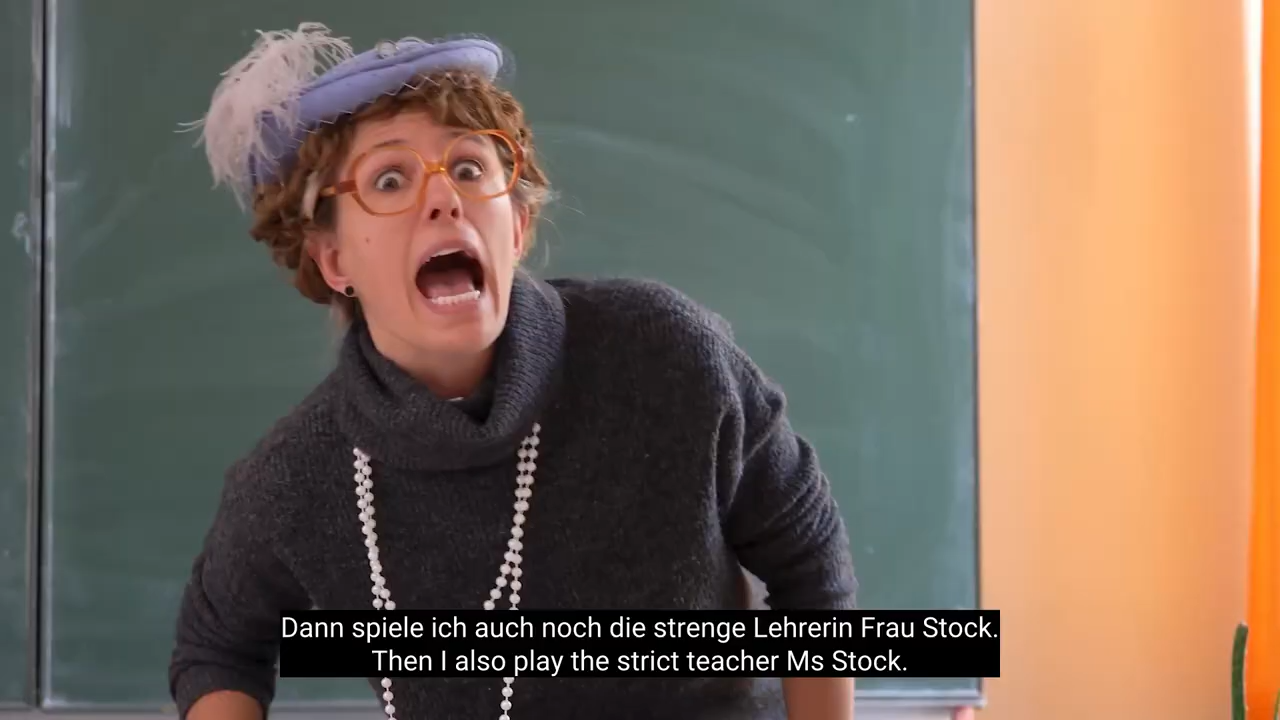 Dann spiele ich auch noch die strenge Lehrerin Frau Stock.
Then I also play the strict teacher Ms Stock.